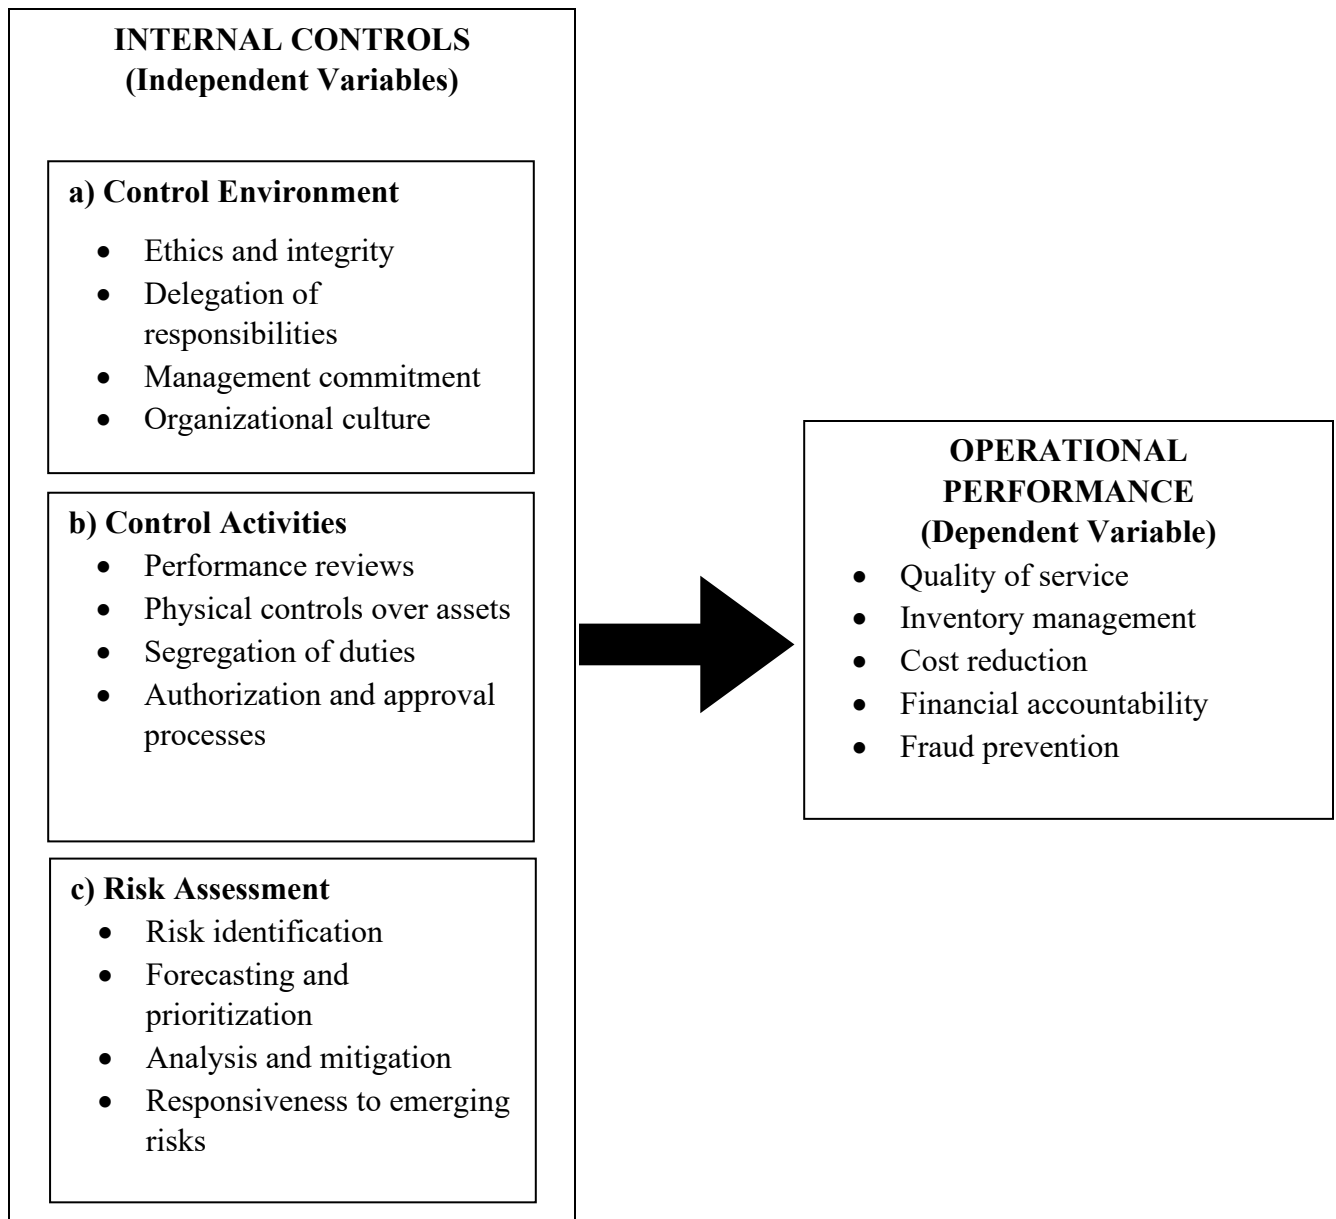 INTERNAL CONTROLS
(Independent Variables)
a) Control Environment
• Ethics and integrity
• Delegation of
responsibilities
• Management commitment
• Organizational culture
b) Control Activities
• Performance reviews
• Physical controls over assets
• Segregation of duties
• Authorization and approval
processes
c) Risk Assessment
• Risk identification
• Forecasting and
prioritization
• Analysis and mitigation
• Responsiveness to emerging
risks
OPERATIONAL
PERFORMANCE
(Dependent Variable)
• Quality of service
• Inventory management
• Cost reduction
• Financial accountability
• Fraud prevention